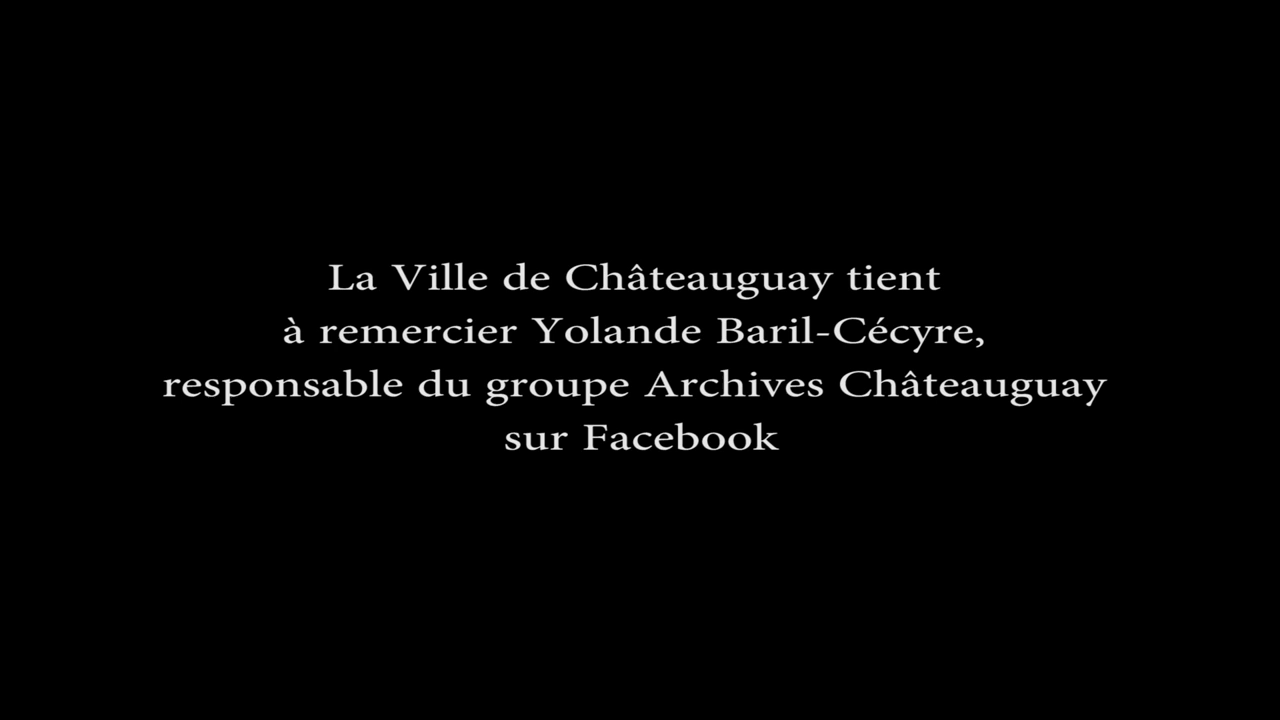 La Ville de Châteauguay tient
à remercier Yolande Baril-Cécyre,
responsable du groupe Archives Châteauguay
sur Facebook